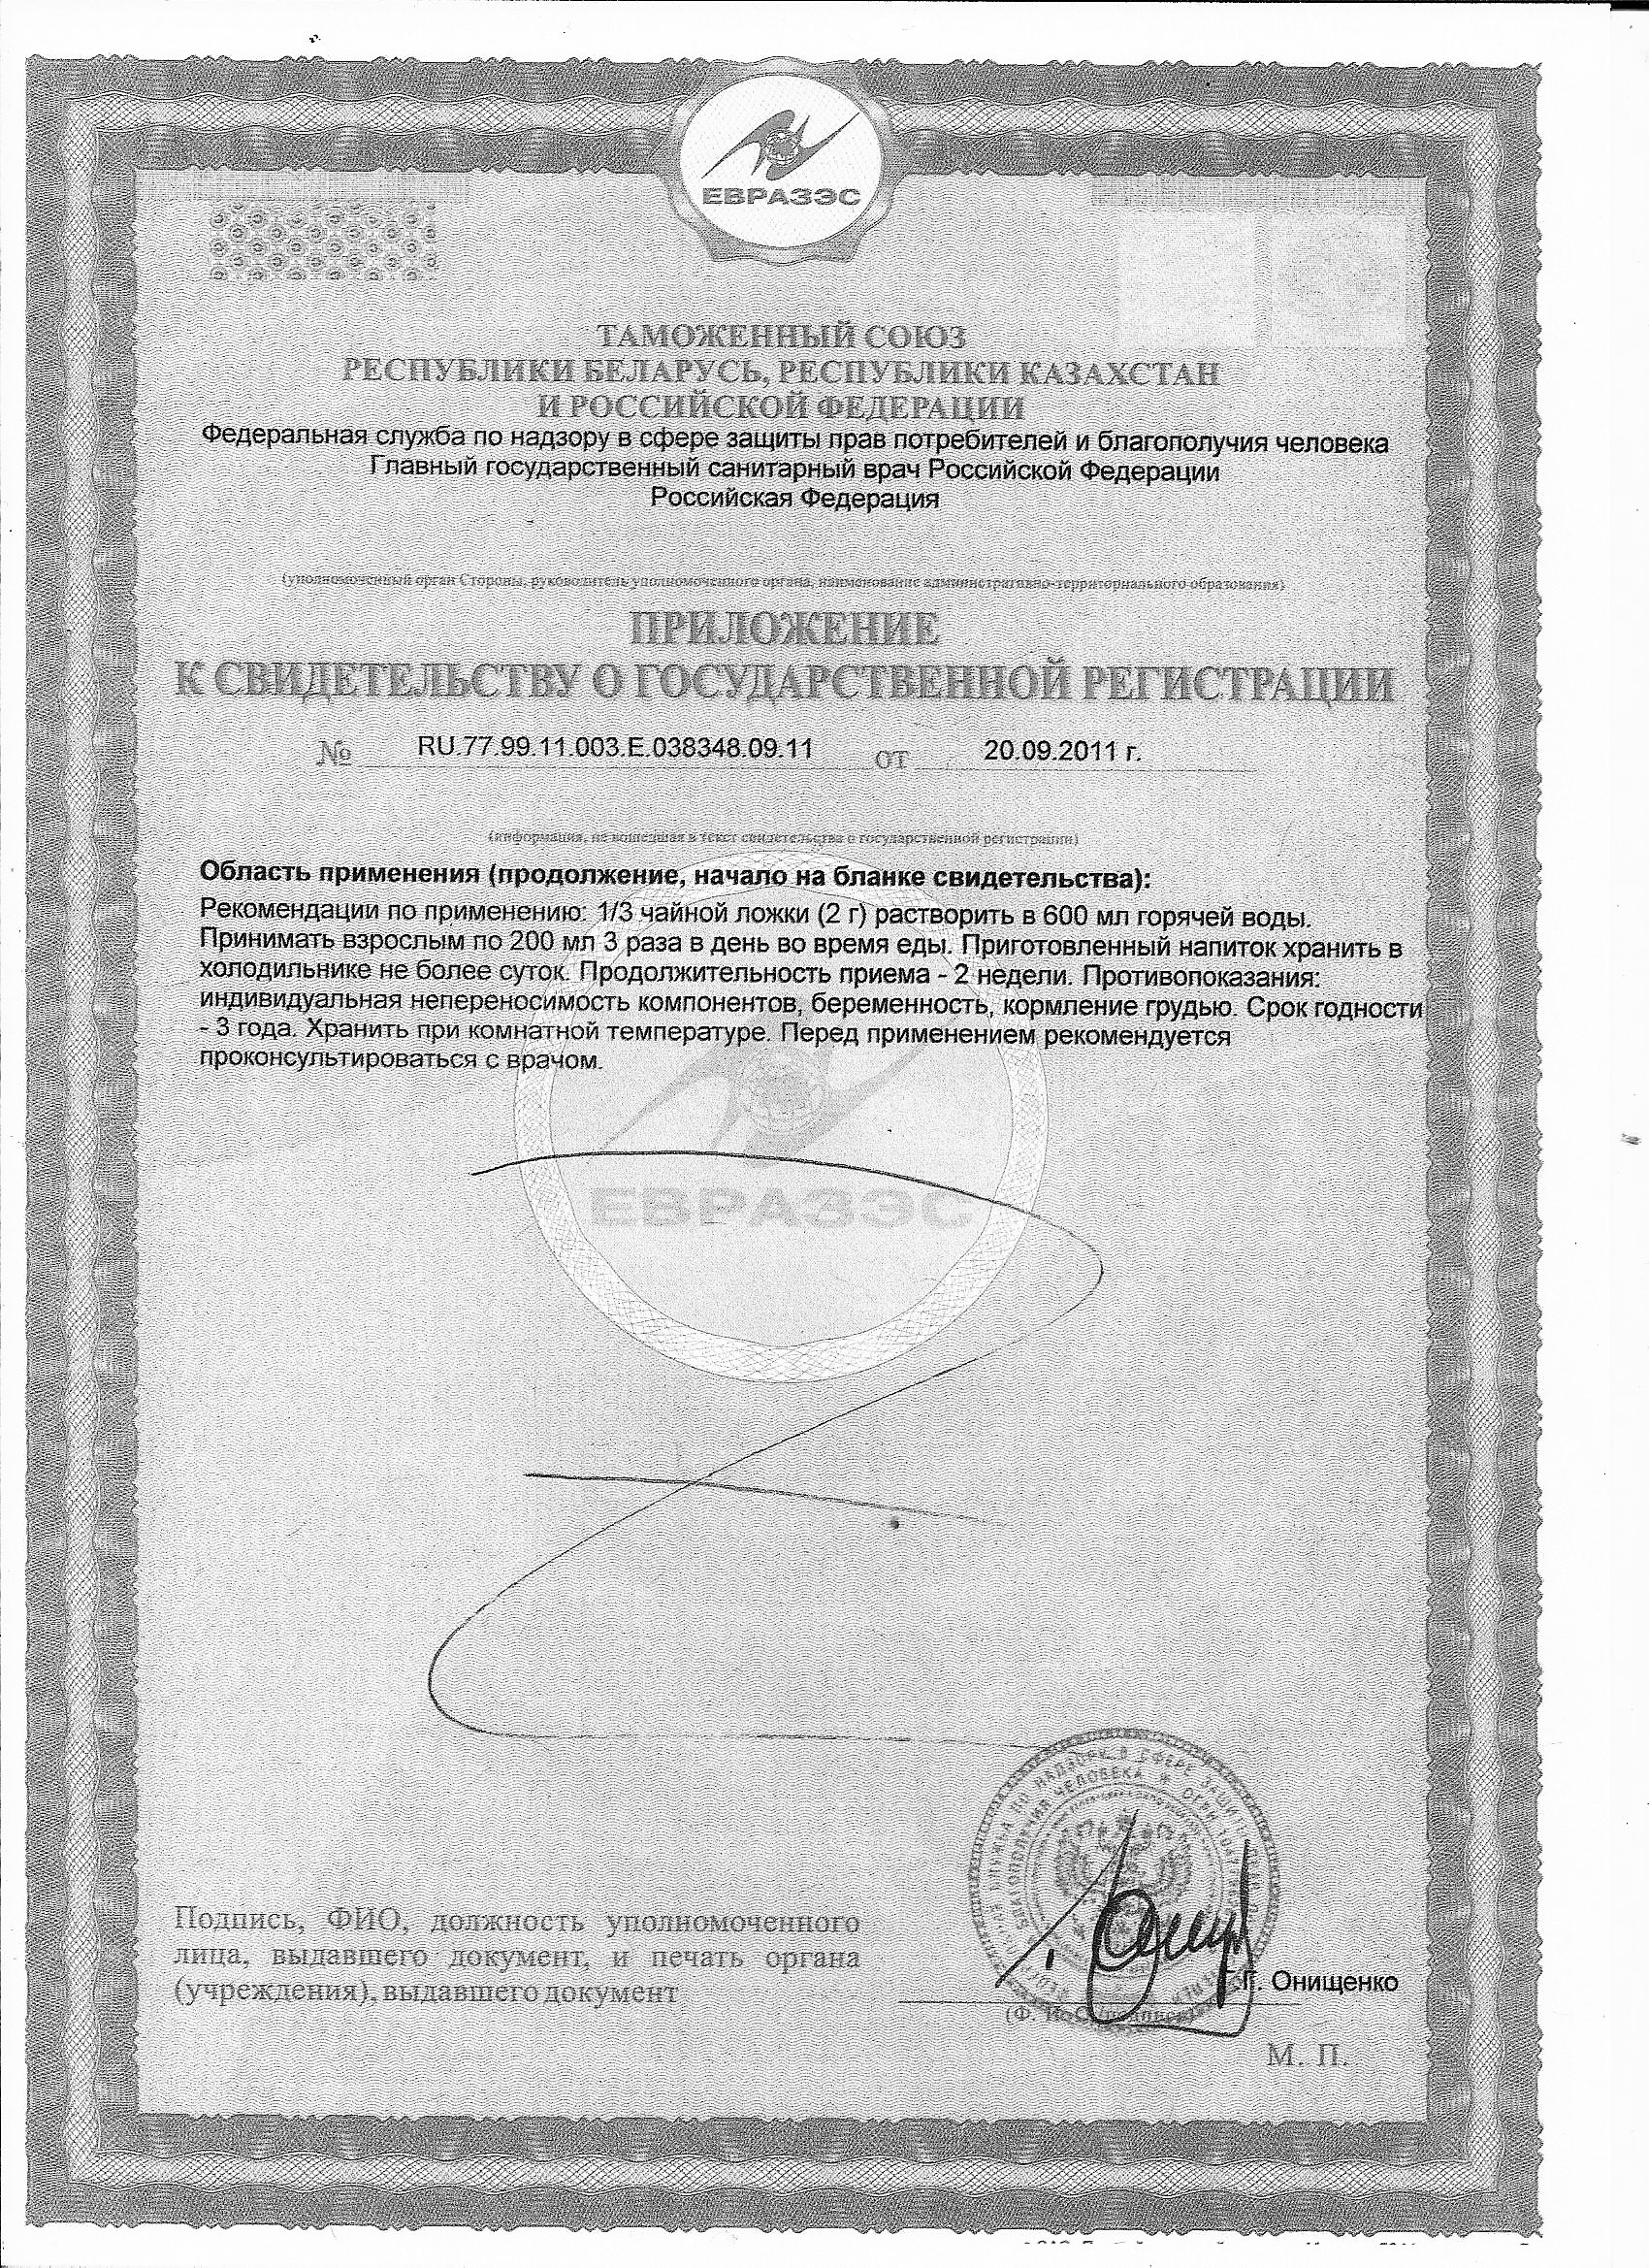 ЕВРАЗЭС
ТАМОЖЕННЫЙ СОЮЗ
РЕСПУБЛИКИ БЕЛАРУСЬ, РЕСПУБЛИКИ КАЗАХСТАН
И РОССИЙСКОЙ ФЕДЕРАЦИИ
Федеральная служба по надзору в сфере защиты прав потребителей и благополучия человека
Главный государственный санитарный врач Российской Федерации
Российская Федерация
(уполномоченный орган Стороны, руководитель уполномоченного органа, наименование административно-территориального образования)
ПРИЛОЖЕНИЕ
К СВИДЕТЕЛЬСТВУ О ГОСУДАРСТВЕННОЙ РЕГИСТРАЦИИ
№ RU.77.99.11.003.Е.038348.09.11 от 20.09.2011 г.
(информация, не вошедшая в текст свидетельства о государственной регистрации)
Область применения (продолжение, начало на бланке свидетельства):
Рекомендации по применению: 1/3 чайной ложки (2 г) растворить в 600 мл горячей воды.
Принимать взрослым по 200 мл 3 раза в день во время еды. Приготовленный напиток хранить в
холодильнике не более суток. Продолжительность приема - 2 недели. Противопоказания:
индивидуальная непереносимость компонентов, беременность, кормление грудью. Срок годности
- 3 года. Хранить при комнатной температуре. Перед применением рекомендуется
проконсультироваться с врачом.
ЕВРАЗЭС
НАДЗОРУ В СФЕРЕ ЗАЩИТЫ
БЛАГОПОЛУЧИЯ ЧЕЛОВЕКА * ОГРН
Подпись, ФИО, должность уполномоченного
лица, выдавшего документ, и печать органа
(учреждения), выдавшего документ
Г.Г. Онищенко
М. П.